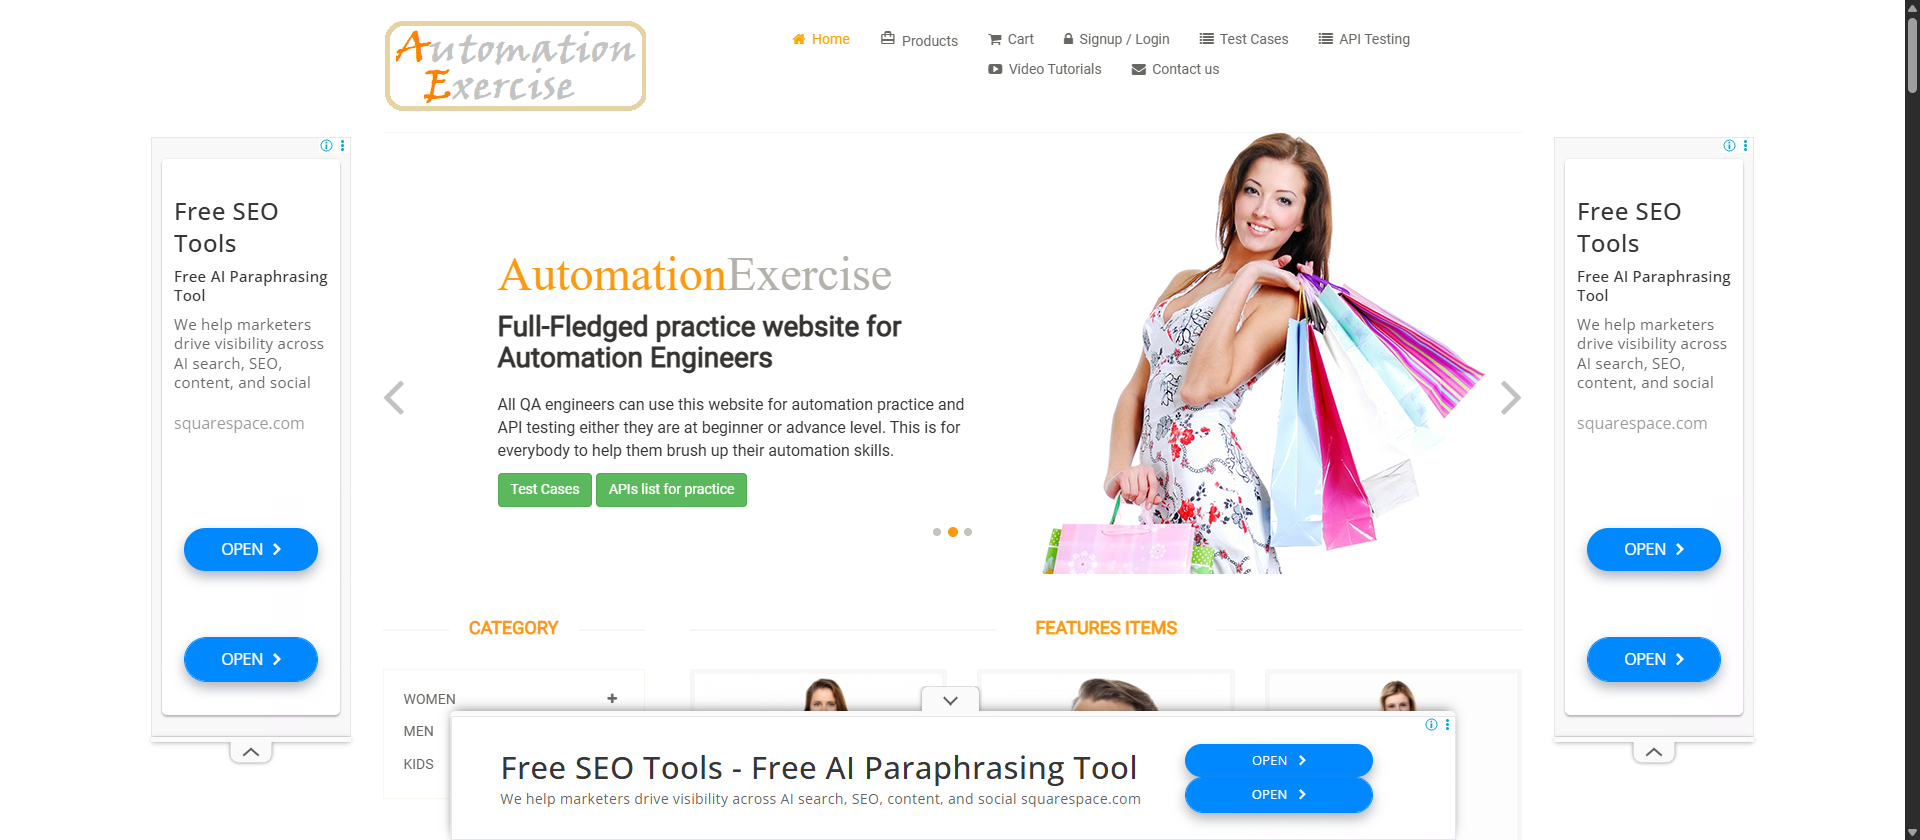 Automation
Exercise
Home
Products
Cart
Signup / Login
Test Cases
API Testing
Video Tutorials
Contact us
Free SEO
Tools
Free AI Paraphrasing
Tool
We help marketers
drive visibility across
AI search, SEO,
content, and social
squarespace.com
OPEN
OPEN
AutomationExercise
Full-Fledged practice website for
Automation Engineers
All QA engineers can use this website for automation practice and
API testing either they are at beginner or advance level. This is for
everybody to help them brush up their automation skills.
Test Cases
APIs list for practice
Free SEO
Tools
Free AI Paraphrasing
Tool
We help marketers
drive visibility across
AI search, SEO,
content, and social
squarespace.com
OPEN
OPEN
CATEGORY
WOMEN
MEN
KIDS
FEATURES ITEMS
Free SEO Tools - Free AI Paraphrasing Tool
We help marketers drive visibility across AI search, SEO, content, and social squarespace.com
OPEN
OPEN